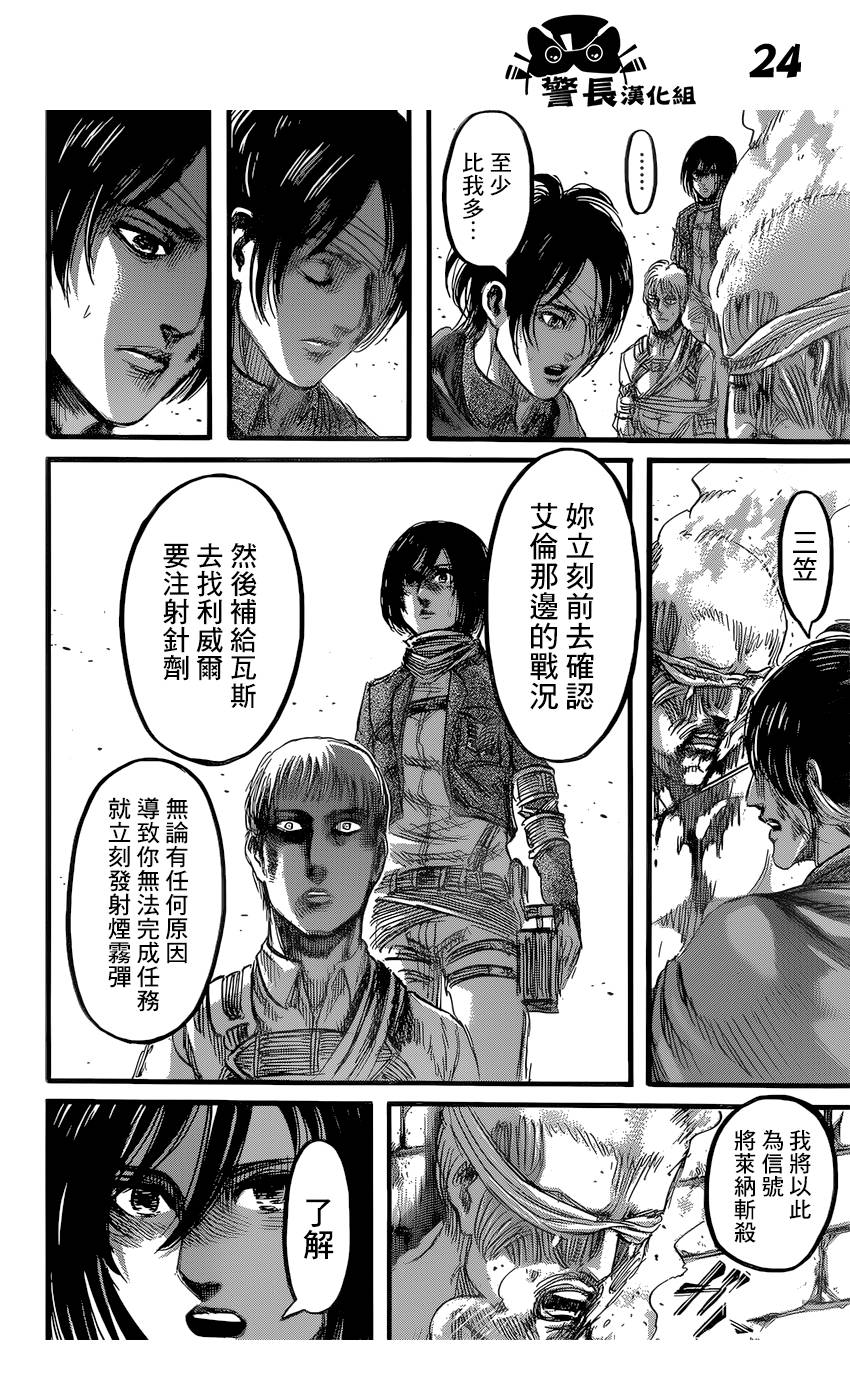 警長漢化組
24
……
至少
比我多…
三笠
妳立刻前去確認
艾倫那邊的戰況
然後補給瓦斯
去找利威爾
要注射針劑
無論有任何原因
導致你無法完成任務
就立刻發射煙霧彈
我將以此
為信號
將萊納斬殺
了解